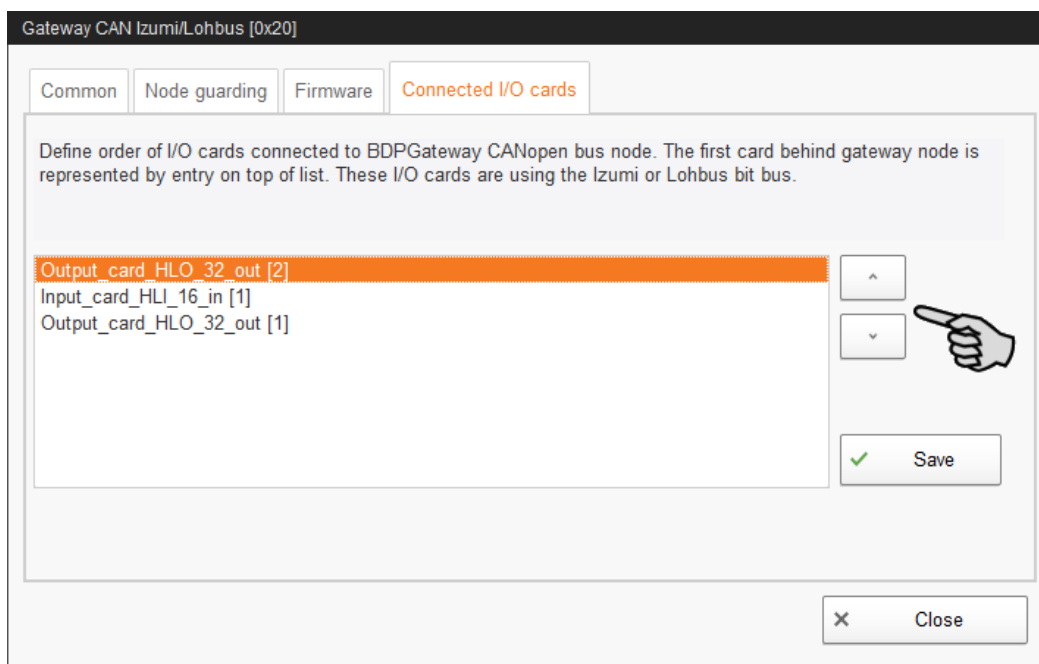 Gateway CAN Izumi/Lohbus [0x20]
Common
Node guarding
Firmware
Connected I/O cards
Define order of I/O cards connected to BDPGateway CANopen bus node. The first card behind gateway node is
represented by entry on top of list. These I/O cards are using the Izumi or Lohbus bit bus.
Output_card_HLO_32_out [2]
Input_card_HLI_16_in [1]
Output_card_HLO_32_out [1]
Save
Close